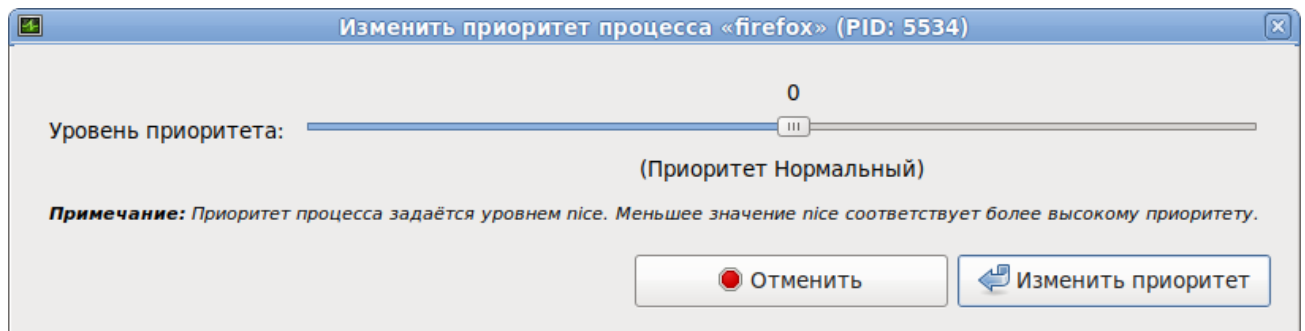 Изменить приоритет процесса «firefox» (PID: 5534)
0
Уровень приоритета:
(Приоритет Нормальный)
Примечание: Приоритет процесса задаётся уровнем nice. Меньшее значение nice соответствует более высокому приоритету.
Отменить Изменить приоритет